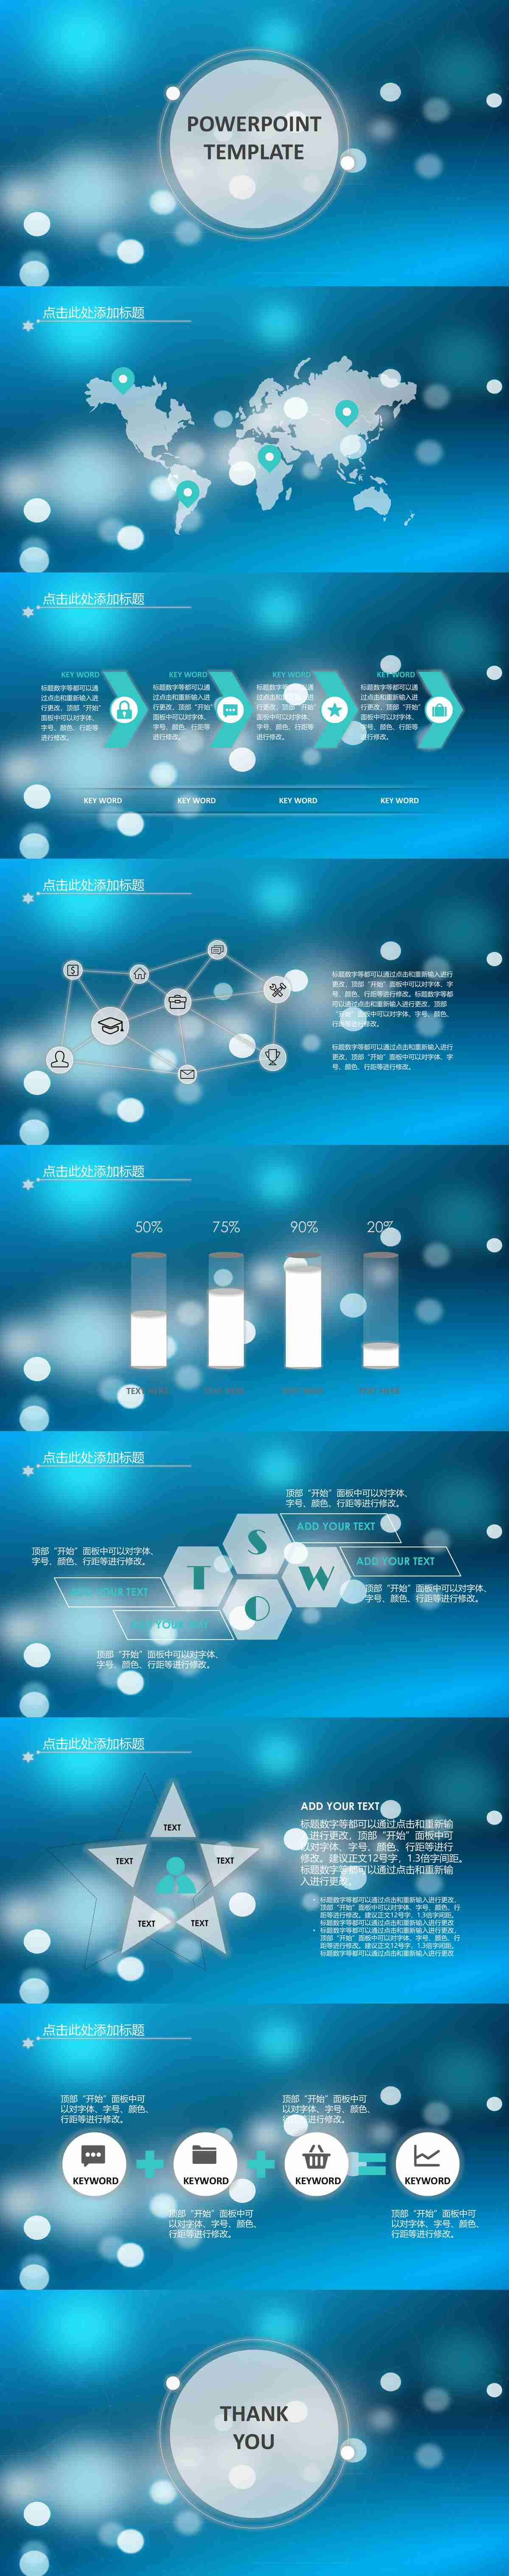 POWERPOINT
TEMPLATE
点击此处添加标题
点击此处添加标题
KEY WORD
标题数字等都可以通
过点击和重新输入进
行更改，顶部“开始”
面板中可以对字体、
字号、颜色、行距等
进行修改。
KEY WORD
标题数字等都可以通
过点击和重新输入进
行更改，顶部“开始”
面板中可以对字体、
字号、颜色、行距等
进行修改。
KEY WORD
标题数字等都可以通
过点击和重新输入进
行更改，顶部“开始”
面板中可以对字体、
字号、颜色、行距等
进行修改。
KEY WORD
标题数字等都可以通
过点击和重新输入进
行更改，顶部“开始”
面板中可以对字体、
字号、颜色、行距等
进行修改。
KEY WORD
KEY WORD
KEY WORD
KEY WORD
点击此处添加标题
标题数字等都可以通过点击和重新输入进行
更改，顶部“开始”面板中可以对字体、字
号、颜色、行距等进行修改。标题数字等都
可以通过点击和重新输入进行更改，顶部
“开始”面板中可以对字体、字号、颜色、
行距等进行修改。
标题数字等都可以通过点击和重新输入进行
更改，顶部“开始”面板中可以对字体、字
号、颜色、行距等进行修改。
点击此处添加标题
50%
75%
90%
20%
TEXT HERE
TEXT HERE
TEXT HERE
TEXT HERE
点击此处添加标题
顶部“开始”面板中可以对字体、
字号、颜色、行距等进行修改。
ADD YOUR TEXT
S
顶部“开始”面板中可以对字体、
字号、颜色、行距等进行修改。
ADD YOUR TEXT
T
W
ADD YOUR TEXT
顶部“开始”面板中可以对字体、
字号、颜色、行距等进行修改。
O
ADD YOUR TEXT
顶部“开始”面板中可以对字体、
字号、颜色、行距等进行修改。
点击此处添加标题
TEXT
TEXT
TEXT
TEXT
TEXT
ADD YOUR TEXT
标题数字等都可以通过点击和重新输
入进行更改，顶部“开始”面板中可
以对字体、字号、颜色、行距等进行
修改。建议正文12号字，1.3倍字间距。
标题数字等都可以通过点击和重新输
入进行更改。
• 标题数字等都可以通过点击和重新输入进行更改，
顶部“开始”面板中可以对字体、字号、颜色、行
距等进行修改。建议正文12号字，1.3倍字间距。
标题数字等都可以通过点击和重新输入进行更改
• 标题数字等都可以通过点击和重新输入进行更改，
顶部“开始”面板中可以对字体、字号、颜色、行
距等进行修改。建议正文12号字，1.3倍字间距。
标题数字等都可以通过点击和重新输入进行更改
点击此处添加标题
顶部“开始”面板中可
以对字体、字号、颜色、
行距等进行修改。
顶部“开始”面板中可
以对字体、字号、颜色、
行距等进行修改。
KEYWORD
KEYWORD
KEYWORD
KEYWORD
顶部“开始”面板中可
以对字体、字号、颜色、
行距等进行修改。
顶部“开始”面板中可
以对字体、字号、颜色、
行距等进行修改。
THANK
YOU